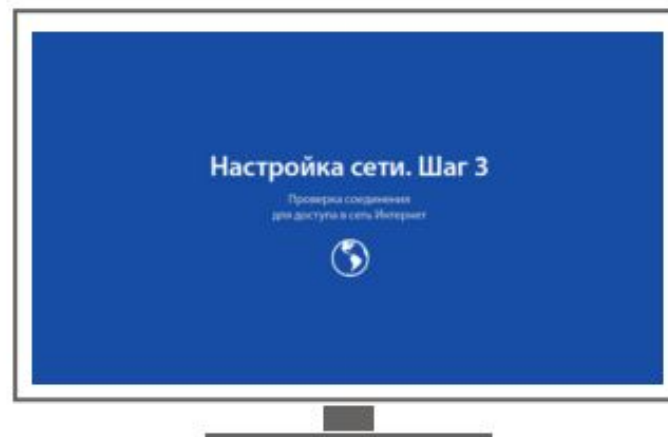 Настройка сети. Шаг 3
Проверка соединения
для доступа в сеть Интернет